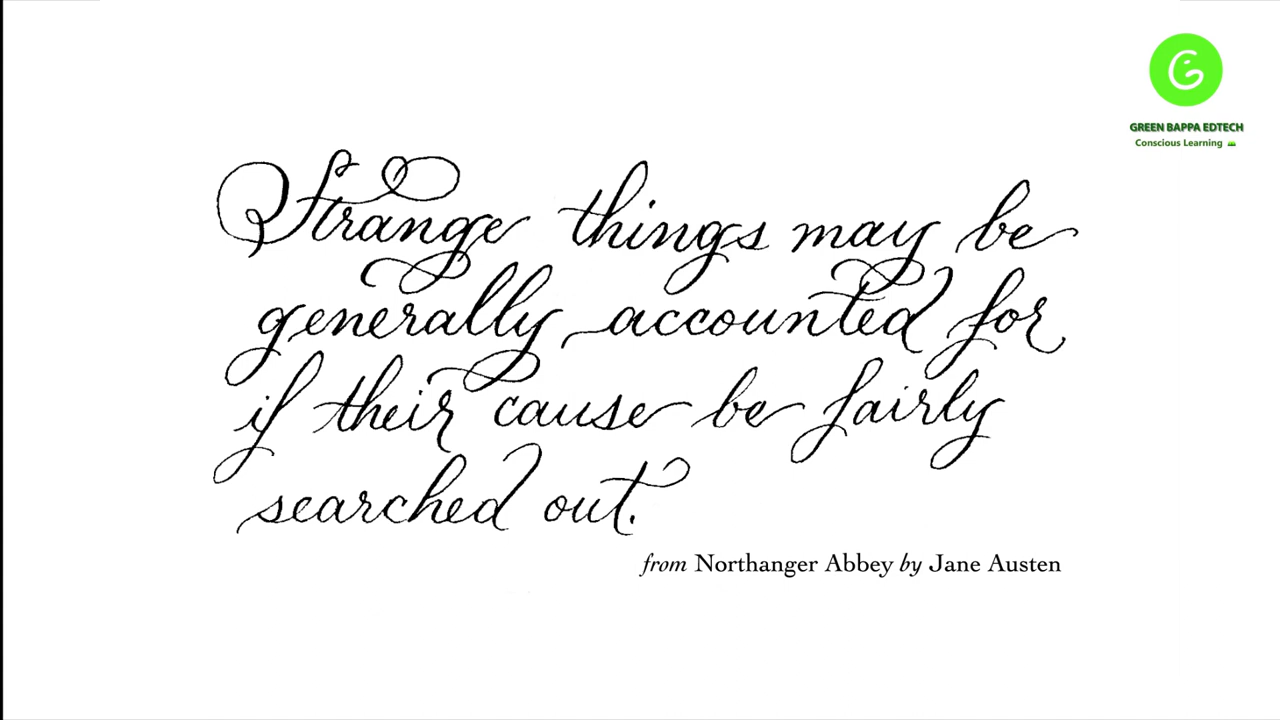 GREEN BAPPA EDTECH
Conscious Learning
Strange things may be
generally accounted for
if their cause be fairly
searched out.
from Northanger Abbey by Jane Austen